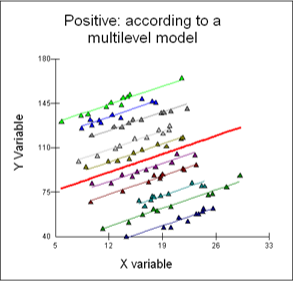 Positive: according to a
multilevel model
Y Variable
180
145
110
75
40
5 12 19 26 33
X variable